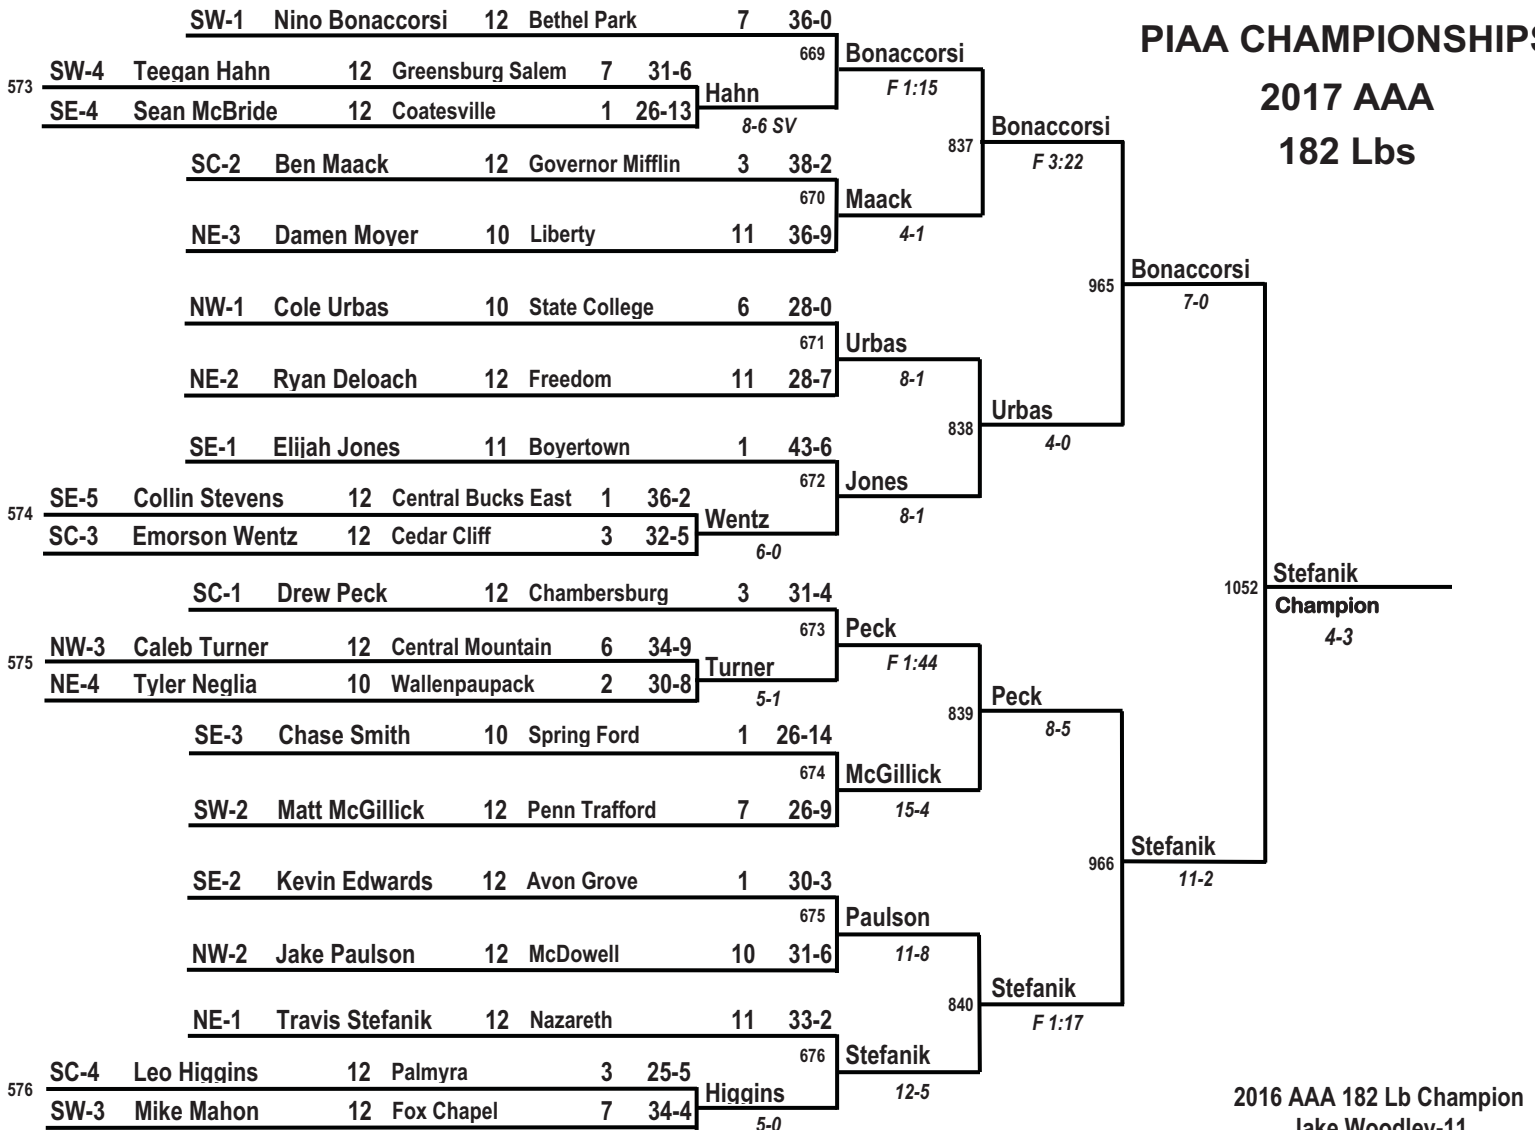 PIAA CHAMPIONSHIPS
2017 AAA
182 Lbs
SW-1 Nino Bonaccorsi 12 Bethel Park 7 36-0
669 Bonaccorsi
F 1:15
573 SW-4 Teegan Hahn 12 Greensburg Salem 7 31-6
SE-4 Sean McBride 12 Coatesville 1 26-13
Hahn
8-6 SV
837 Bonaccorsi
F 3:22
SC-2 Ben Maack 12 Governor Mifflin 3 38-2
670 Maack
4-1
NE-3 Damen Moyer 10 Liberty 11 36-9
965 Bonaccorsi
7-0
NW-1 Cole Urbas 10 State College 6 28-0
671 Urbas
8-1
NE-2 Ryan Deloach 12 Freedom 11 28-7
838 Urbas
4-0
SE-1 Elijah Jones 11 Boyertown 1 43-6
672 Jones
8-1
574 SE-5 Collin Stevens 12 Central Bucks East 1 36-2
SC-3 Emorson Wentz 12 Cedar Cliff 3 32-5
Wentz
6-0
1052 Stefanik
Champion
4-3
SC-1 Drew Peck 12 Chambersburg 3 31-4
673 Peck
F 1:44
575 NW-3 Caleb Turner 12 Central Mountain 6 34-9
NE-4 Tyler Neglia 10 Wallenpaupack 2 30-8
Turner
5-1
839 Peck
8-5
SE-3 Chase Smith 10 Spring Ford 1 26-14
674 McGillick
15-4
SW-2 Matt McGillick 12 Penn Trafford 7 26-9
966 Stefanik
11-2
SE-2 Kevin Edwards 12 Avon Grove 1 30-3
675 Paulson
11-8
NW-2 Jake Paulson 12 McDowell 10 31-6
840 Stefanik
F 1:17
NE-1 Travis Stefanik 12 Nazareth 11 33-2
676 Stefanik
12-5
576 SC-4 Leo Higgins 12 Palmyra 3 25-5
SW-3 Mike Mahon 12 Fox Chapel 7 34-4
Higgins
5-0
2016 AAA 182 Lb Champion
Jake Woodley-11